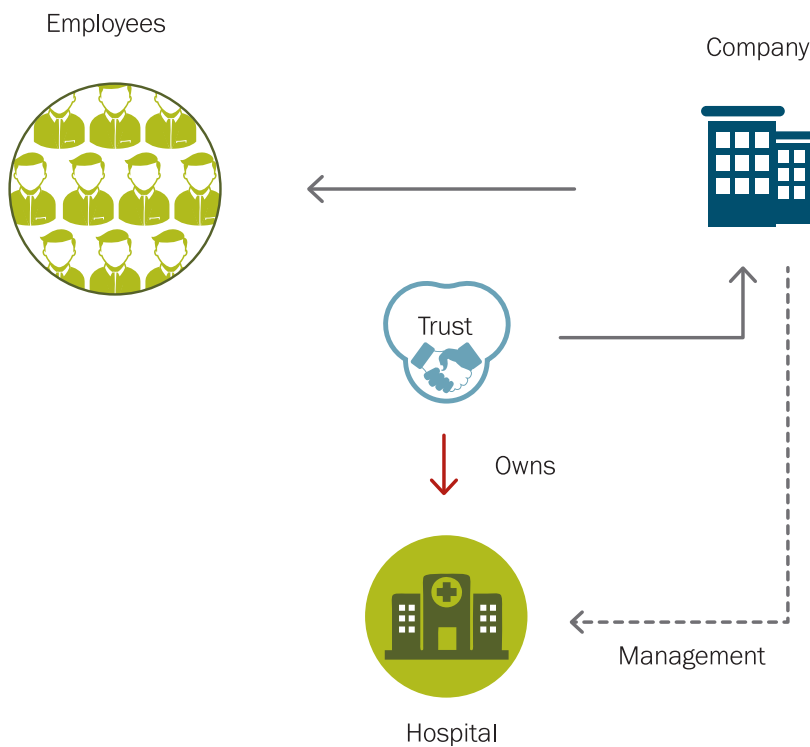 Employees
Company
Trust
Owns
Management
Hospital